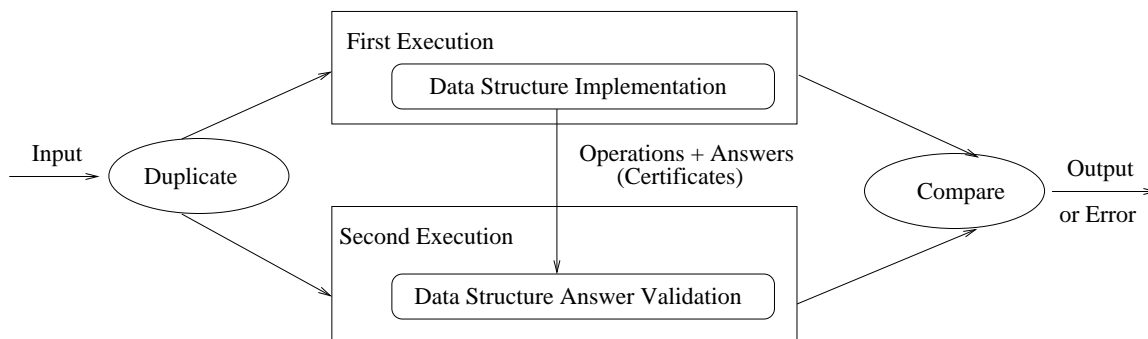 First Execution
Data Structure Implementation
Input
Duplicate
Operations + Answers
(Certificates)
Compare
Output
or Error
Second Execution
Data Structure Answer Validation